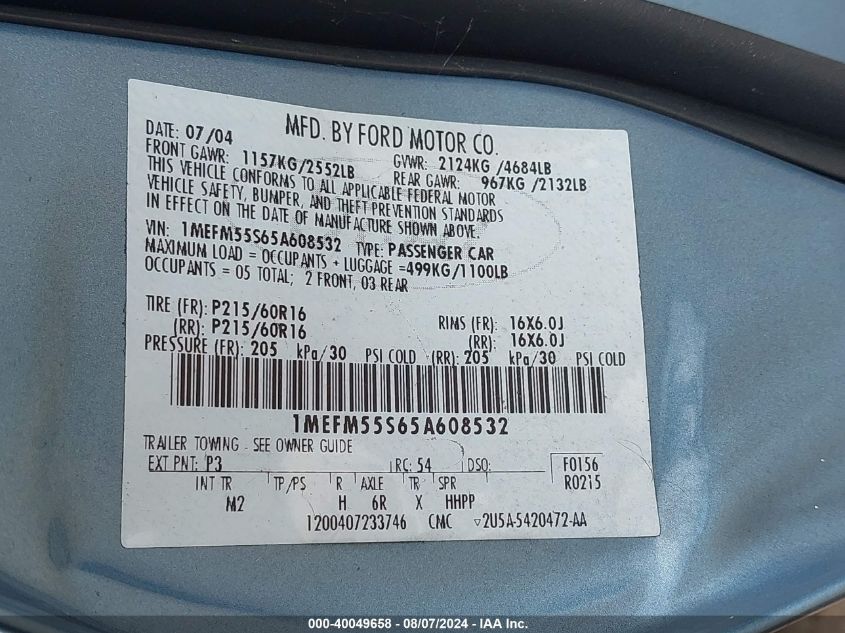 MFD. BY FORD MOTOR CO.
DATE: 07/04
FRONT GAWR: 1157KG/2552LB GVWR: 2124KG /4684LB
REAR GAWR: 967KG /2132LB
THIS VEHICLE CONFORMS TO ALL APPLICABLE FEDERAL MOTOR
VEHICLE SAFETY, BUMPER, AND THEFT PREVENTION STANDARDS
IN EFFECT ON THE DATE OF MANUFACTURE SHOWN ABOVE.
VIN: 1MEFM55S65A608532 TYPE: PASSENGER CAR
MAXIMUM LOAD = OCCUPANTS + LUGGAGE =499KG/1100LB
OCCUPANTS = 05 TOTAL; 2 FRONT, 03 REAR
TIRE (FR): P215/60R16 RIMS (FR): 16X6.0J
(RR): P215/60R16 (RR): 16X6.0J
PRESSURE (FR): 205 kPa/30 PSI COLD (RR): 205 kPa/30 PSI COLD
1MEFM55S65A608532
TRAILER TOWING - SEE OWNER GUIDE
EXT PNT: P3 RC: 54 DSO: F0156
INT TR TP/PS R AXLE TR SPR R0215
M2 H 6R X HHPP
1200407233746 CMC ▽2U5A-5420472-AA
000-40049658 - 08/07/2024 - IAA Inc.